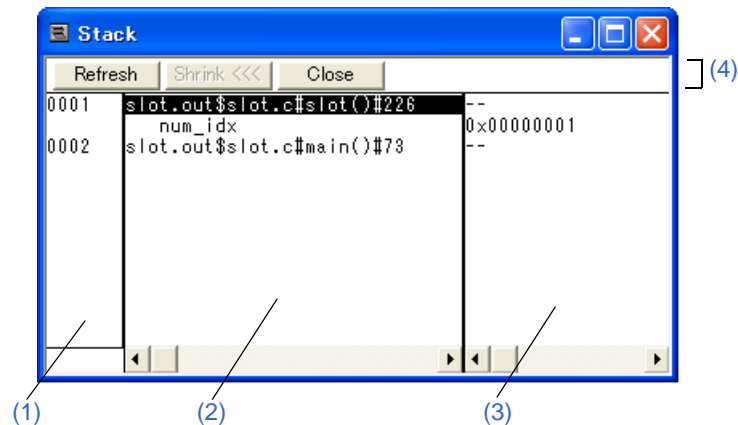 Stack
Refresh Shrink <<< Close
(4)
0001 slot.out$slot.c#slot()#226 --
num_idx 0x00000001
0002 slot.out$slot.c#main()#73 --
(1) (2) (3)